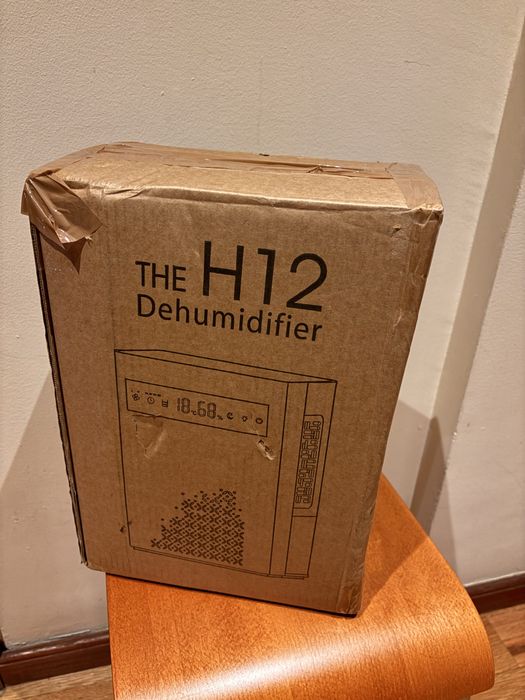 THE H12
Dehumidifier
18°C 68%